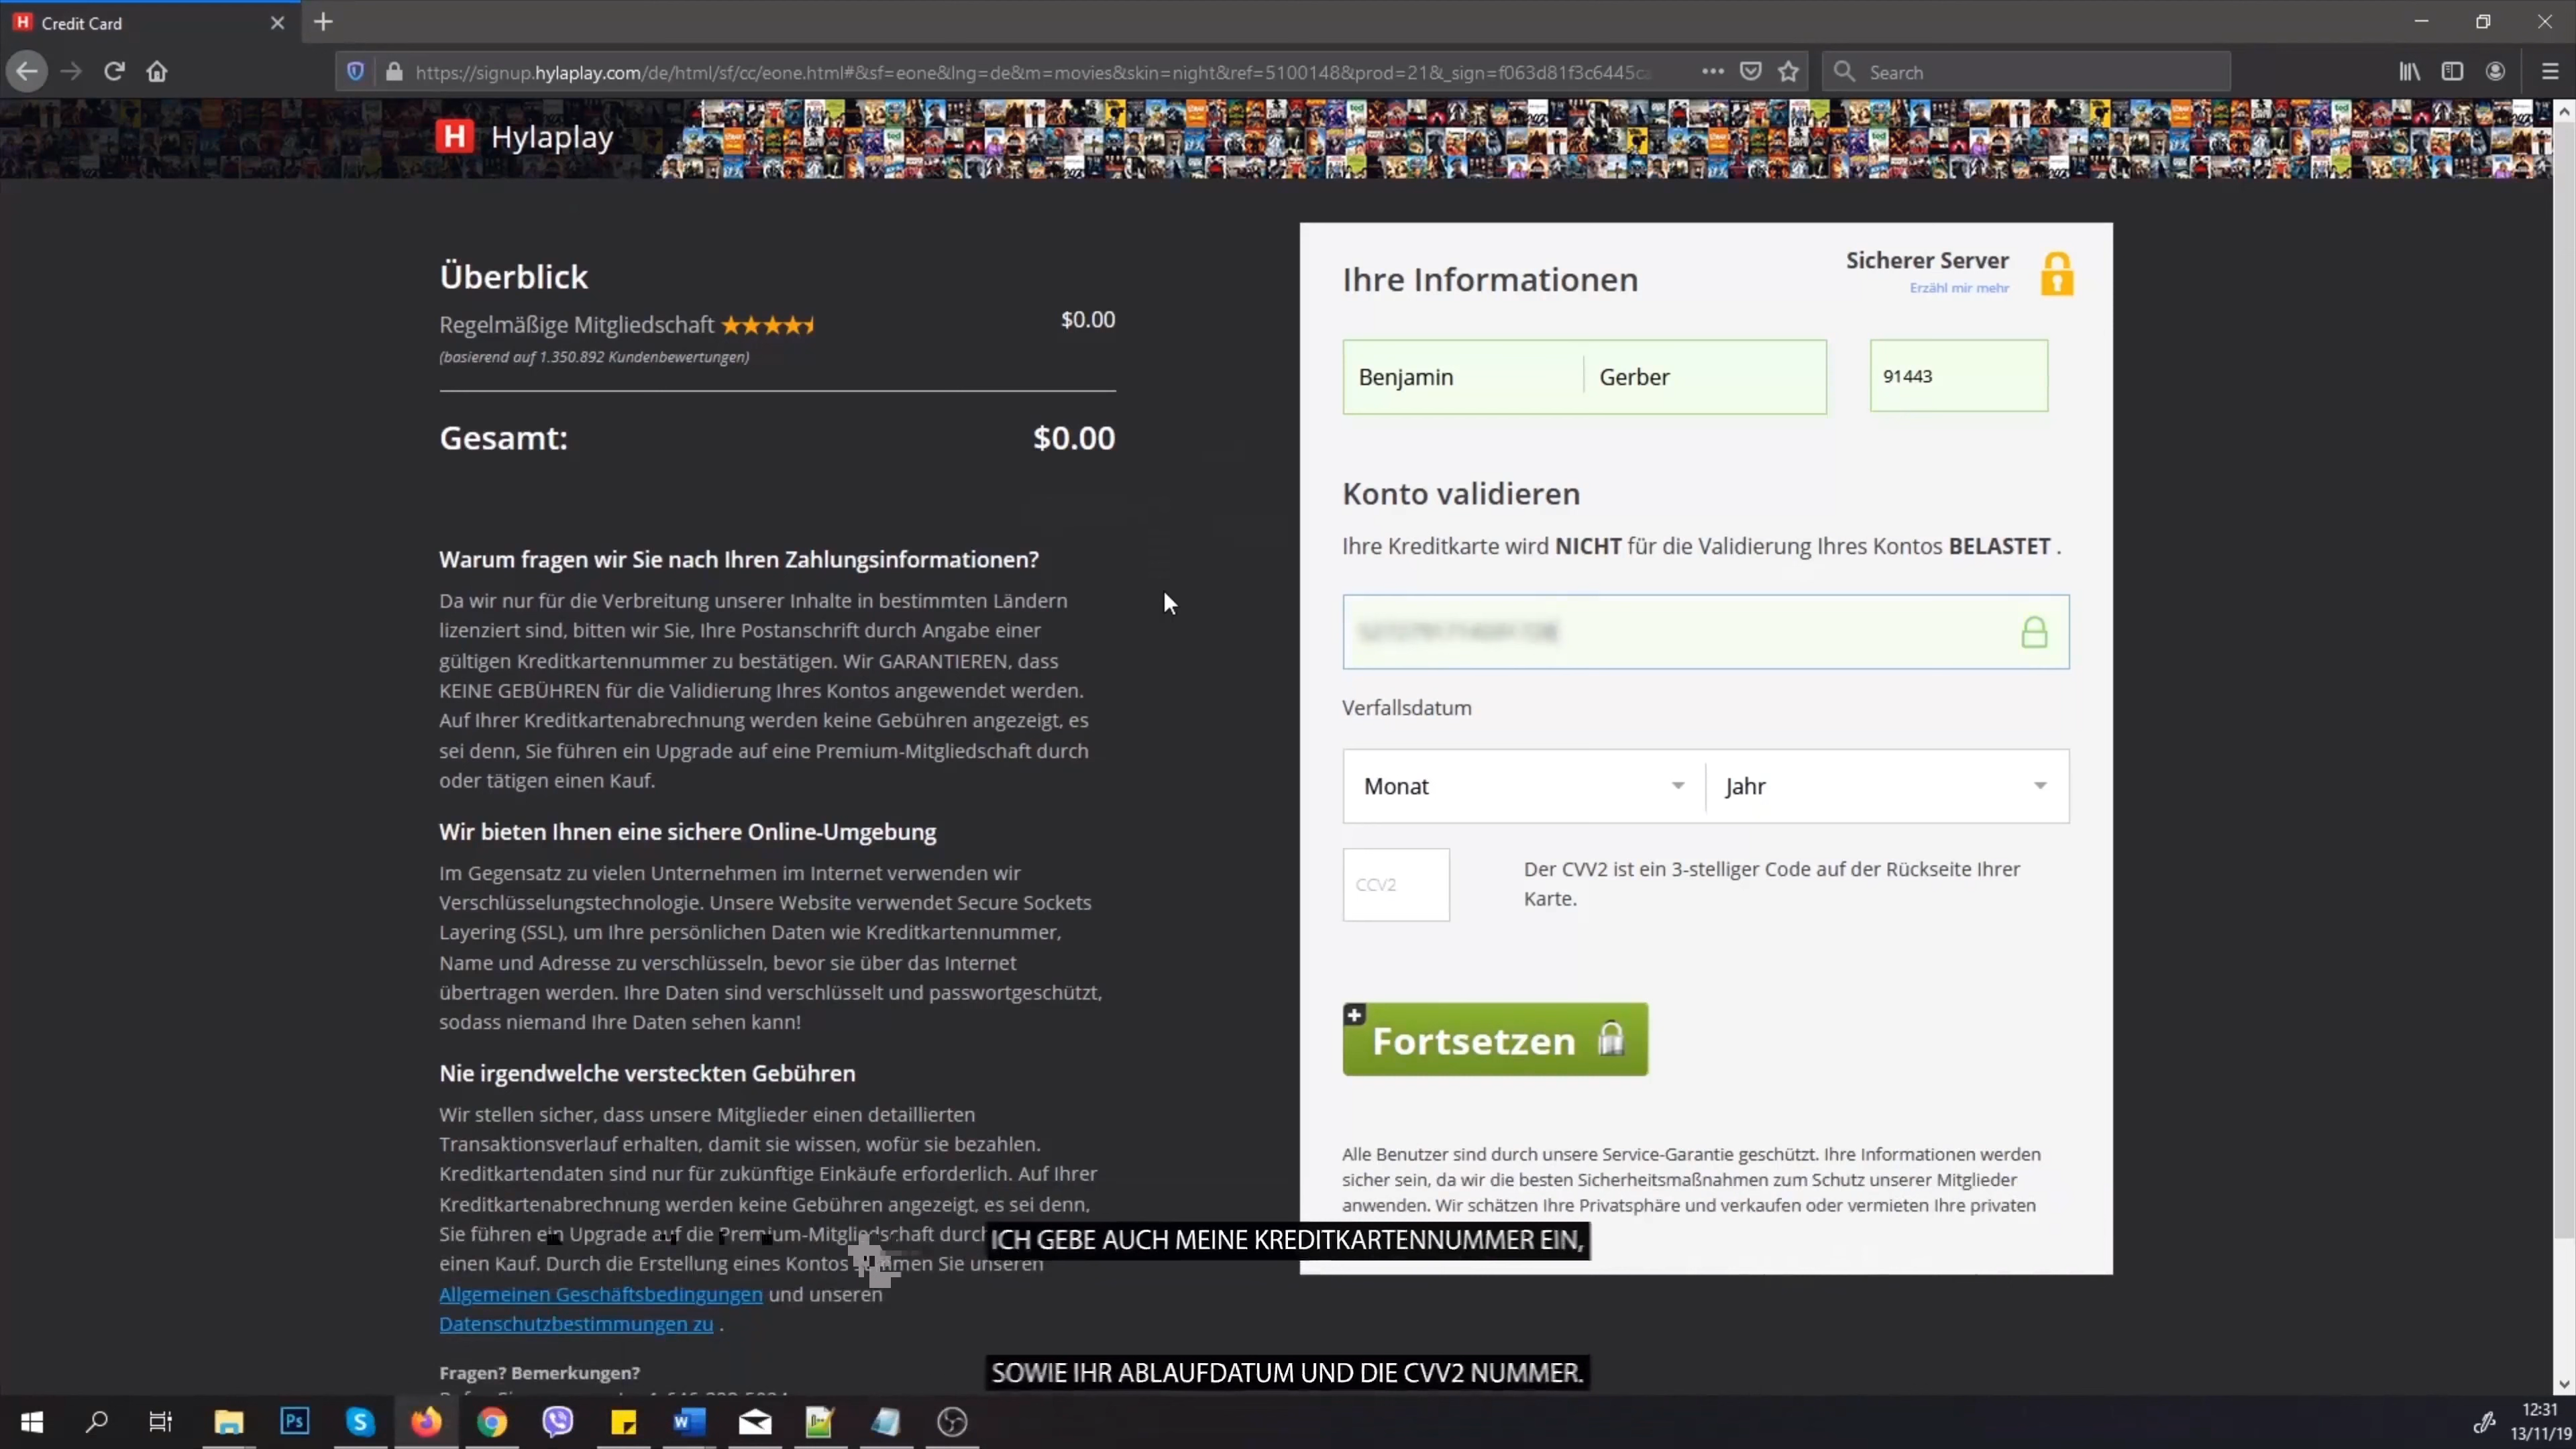 Credit Card
https://signup.hylaplay.com/de/html/sf/cc/eone.html#&sf=eone&lng=de&m=movies&skin=night&ref=5100148&prod=21&_sign=f063d81f3c6445c
Search
H Hylaplay
Überblick
Regelmäßige Mitgliedschaft $0.00
(basierend auf 1.350.892 Kundenbewertungen)
Gesamt: $0.00
Warum fragen wir Sie nach Ihren Zahlungsinformationen?
Da wir nur für die Verbreitung unserer Inhalte in bestimmten Ländern
lizenziert sind, bitten wir Sie, Ihre Postanschrift durch Angabe einer
gültigen Kreditkartennummer zu bestätigen. Wir GARANTIEREN, dass
KEINE GEBÜHREN für die Validierung Ihres Kontos angewendet werden.
Auf Ihrer Kreditkartenabrechnung werden keine Gebühren angezeigt, es
sei denn, Sie führen ein Upgrade auf eine Premium-Mitgliedschaft durch
oder tätigen einen Kauf.
Wir bieten Ihnen eine sichere Online-Umgebung
Im Gegensatz zu vielen Unternehmen im Internet verwenden wir
Verschlüsselungstechnologie. Unsere Website verwendet Secure Sockets
Layering (SSL), um Ihre persönlichen Daten wie Kreditkartennummer,
Name und Adresse zu verschlüsseln, bevor sie über das Internet
übertragen werden. Ihre Daten sind verschlüsselt und passwortgeschützt,
sodass niemand Ihre Daten sehen kann!
Nie irgendwelche versteckten Gebühren
Wir stellen sicher, dass unsere Mitglieder einen detaillierten
Transaktionsverlauf erhalten, damit sie wissen, wofür sie bezahlen.
Kreditkartendaten sind nur für zukünftige Einkäufe erforderlich. Auf Ihrer
Kreditkartenabrechnung werden keine Gebühren angezeigt, es sei denn,
Sie führen ein Upgrade auf die Premium-Mitgliedschaft durch
einen Kauf. Durch die Erstellung eines Kontos Sie unseren
Allgemeinen Geschäftsbedingungen und unseren
Datenschutzbestimmungen zu .
Fragen? Bemerkungen?
Ihre Informationen
Sicherer Server
Erzähl mir mehr
Benjamin Gerber 91443
Konto validieren
Ihre Kreditkarte wird NICHT für die Validierung Ihres Kontos BELASTET .
Verfallsdatum
Monat Jahr
CCV2
Der CVV2 ist ein 3-stelliger Code auf der Rückseite Ihrer
Karte.
Fortsetzen
Alle Benutzer sind durch unsere Service-Garantie geschützt. Ihre Informationen werden
sicher sein, da wir die besten Sicherheitsmaßnahmen zum Schutz unserer Mitglieder
anwenden. Wir schätzen Ihre Privatsphäre und verkaufen oder vermieten Ihre privaten
ICH GEBE AUCH MEINE KREDITKARTENNUMMER EIN,
SOWIE IHR ABLAUFDATUM UND DIE CVV2 NUMMER.
12:31
13/11/19